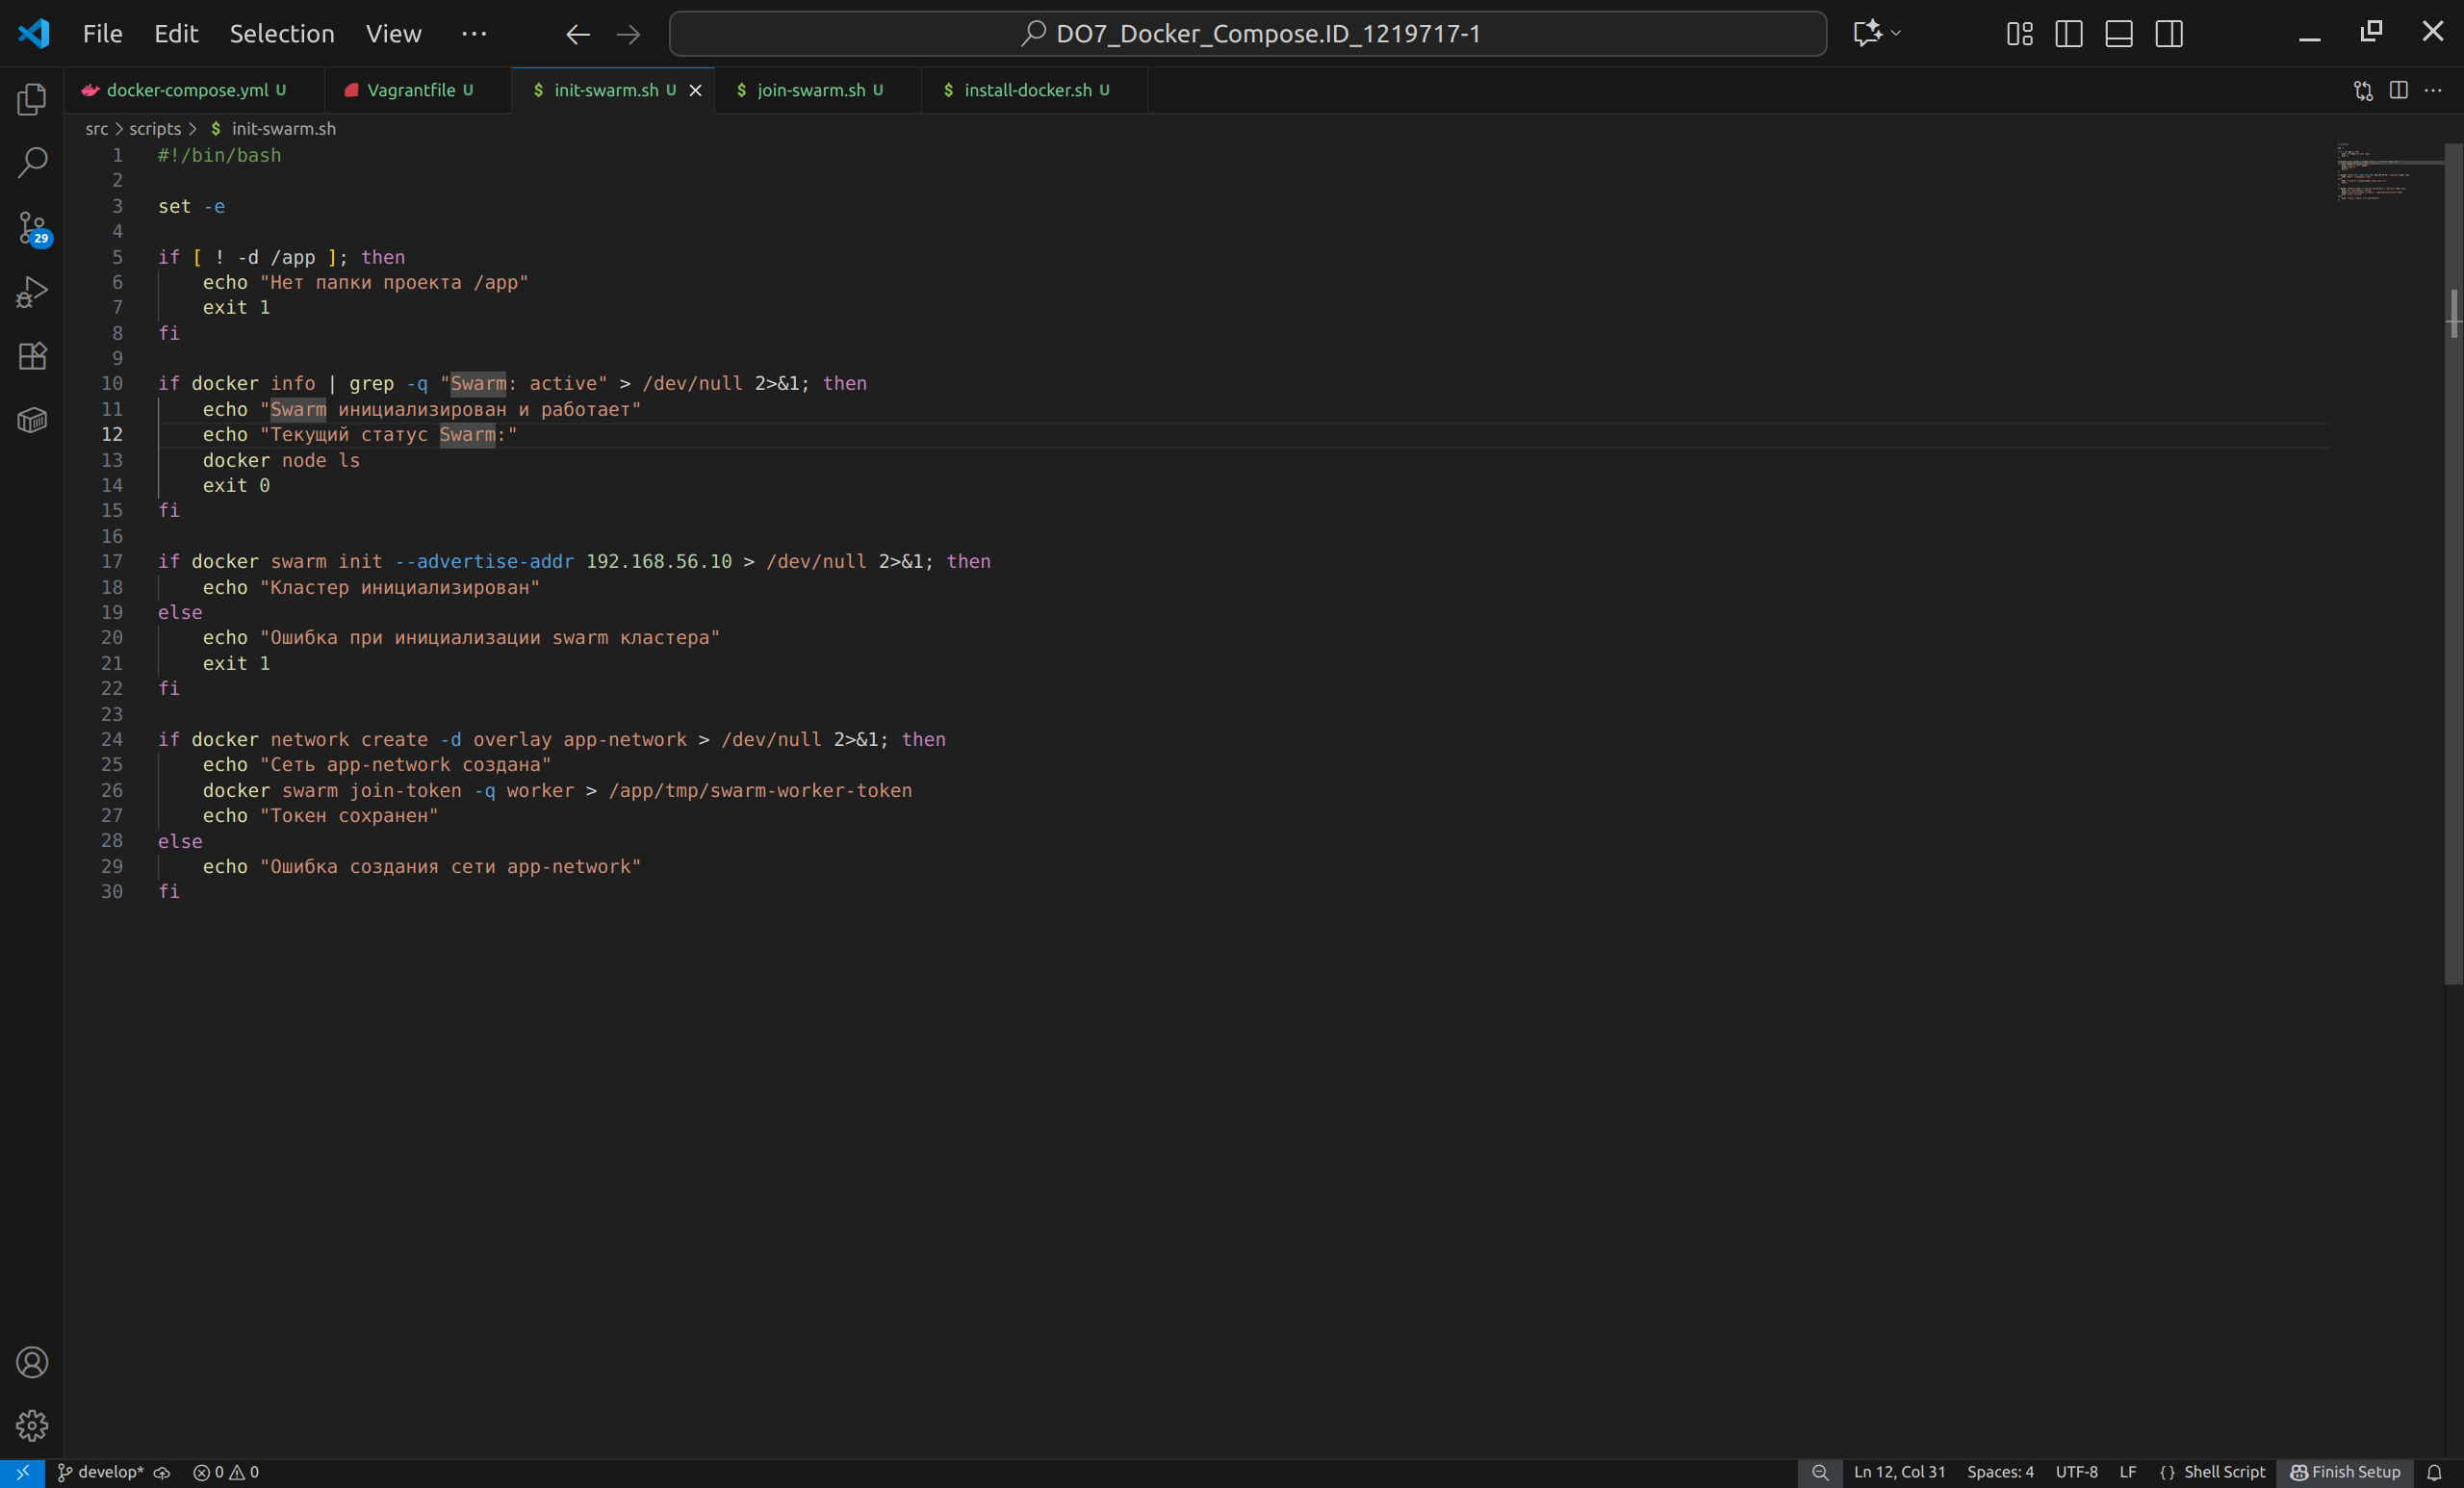 File Edit Selection View ··· DO7_Docker_Compose.ID_1219717-1
docker-compose.yml U Vagrantfile U $ init-swarm.sh U $ join-swarm.sh U $ install-docker.sh U
src > scripts > $ init-swarm.sh
1 #!/bin/bash
2
3 set -e
4
5 if [ ! -d /app ]; then
6 echo "Нет папки проекта /app"
7 exit 1
8 fi
9
10 if docker info | grep -q "Swarm: active" > /dev/null 2>&1; then
11 echo "Swarm инициализирован и работает"
12 echo "Текущий статус Swarm:"
13 docker node ls
14 exit 0
15 fi
16
17 if docker swarm init --advertise-addr 192.168.56.10 > /dev/null 2>&1; then
18 echo "Кластер инициализирован"
19 else
20 echo "Ошибка при инициализации swarm кластера"
21 exit 1
22 fi
23
24 if docker network create -d overlay app-network > /dev/null 2>&1; then
25 echo "Сеть app-network создана"
26 docker swarm join-token -q worker > /app/tmp/swarm-worker-token
27 echo "Токен сохранен"
28 else
29 echo "Ошибка создания сети app-network"
30 fi
29
develop* 0 0 Ln 12, Col 31 Spaces: 4 UTF-8 LF {} Shell Script Finish Setup